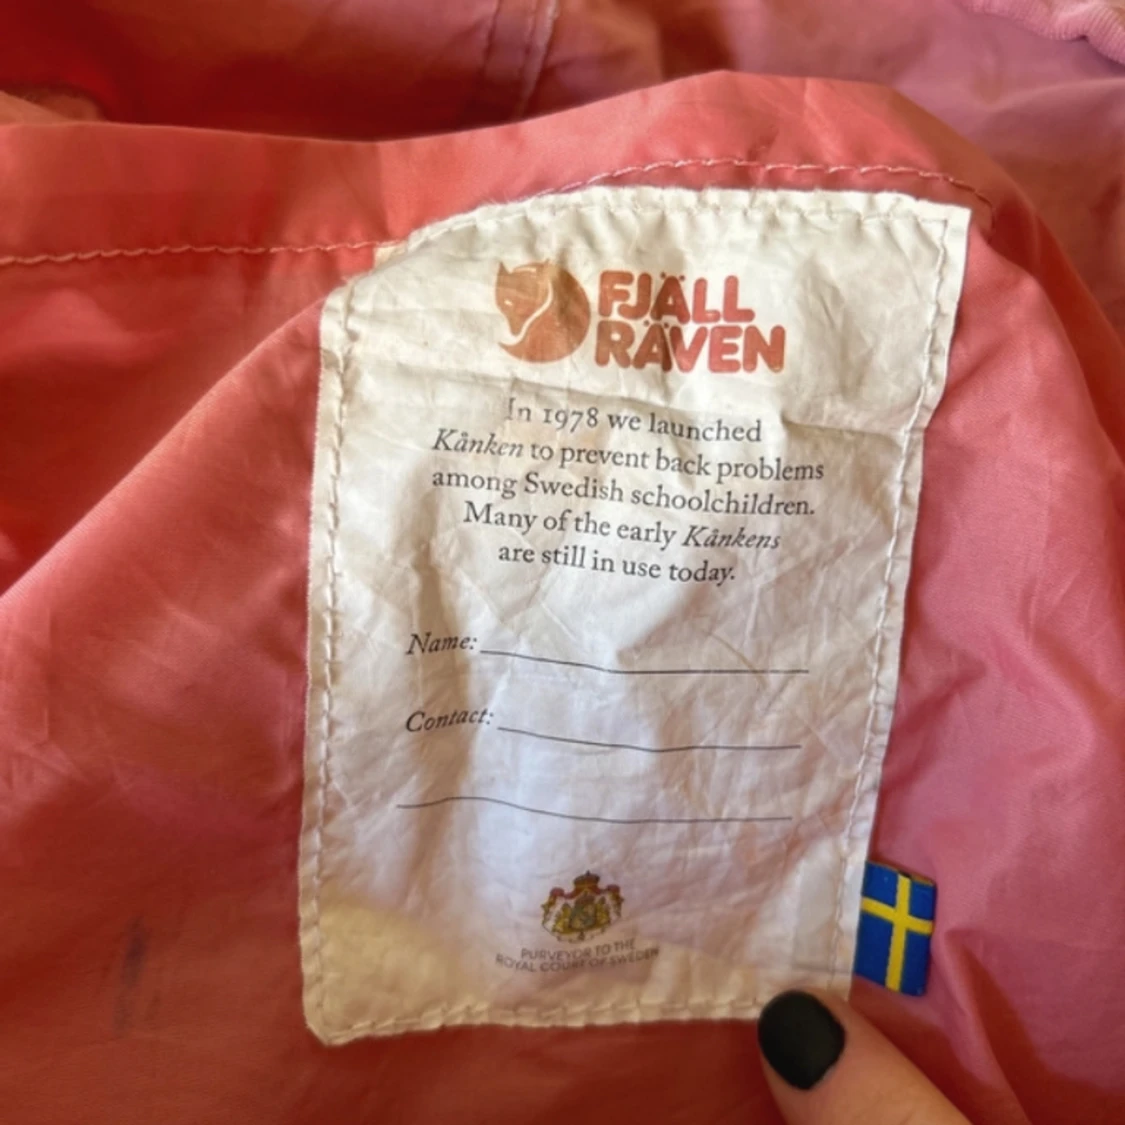 FJÄLL
RÄVEN
In 1978 we launched
Kånken to prevent back problems
among Swedish schoolchildren.
Many of the early Kånkens
are still in use today.
Name:
Contact:
PURVEYOR TO THE
ROYAL COURT OF SWEDEN